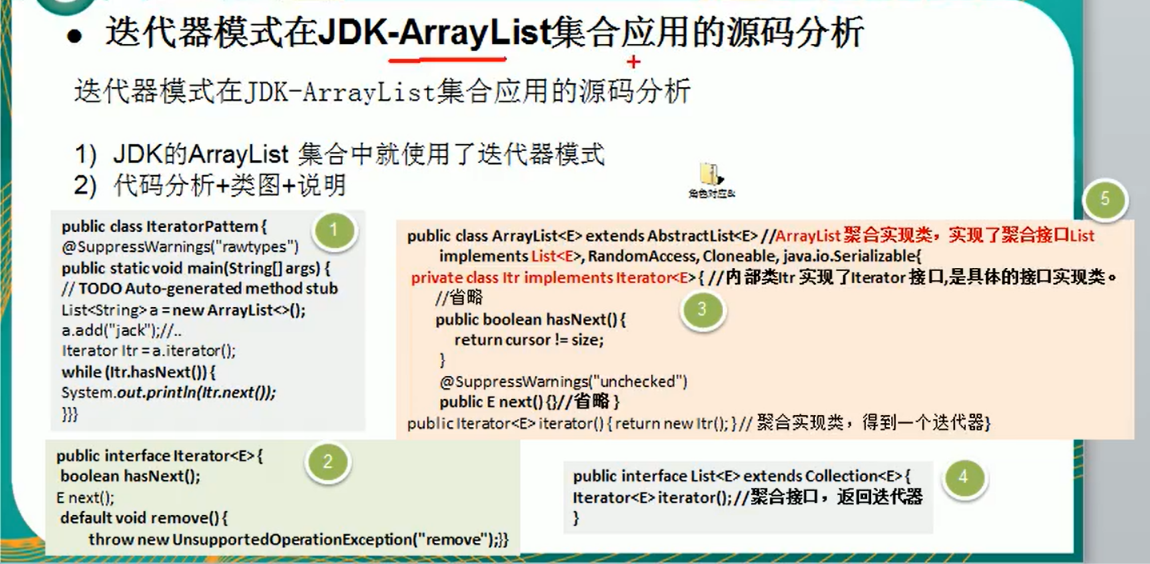 迭代器模式在JDK-ArrayList集合应用的源码分析
迭代器模式在JDK-ArrayList集合应用的源码分析
1) JDK的ArrayList 集合中就使用了迭代器模式
2) 代码分析+类图+说明
角色对应&
1
public class IteratorPattern {
@SuppressWarnings("rawtypes")
public static void main(String[] args) {
// TODO Auto-generated method stub
List<String> a = new ArrayList<>();
a.add("jack");//..
Iterator Itr = a.iterator();
while (Itr.hasNext()) {
System.out.println(Itr.next());
}}}
5
public class ArrayList<E> extends AbstractList<E> //ArrayList 聚合实现类，实现了聚合接口List
implements List<E>, RandomAccess, Cloneable, java.io.Serializable{
private class Itr implements Iterator<E> { //内部类Itr 实现了Iterator 接口,是具体的接口实现类。
//省略
3
public boolean hasNext() {
return cursor != size;
}
@SuppressWarnings("unchecked")
public E next() {}//省略 }
public Iterator<E> iterator() { return new Itr(); } // 聚合实现类，得到一个迭代器}
2
public interface Iterator<E> {
boolean hasNext();
E next();
default void remove() {
throw new UnsupportedOperationException("remove");}}
4
public interface List<E> extends Collection<E> {
Iterator<E> iterator(); //聚合接口，返回迭代器
}